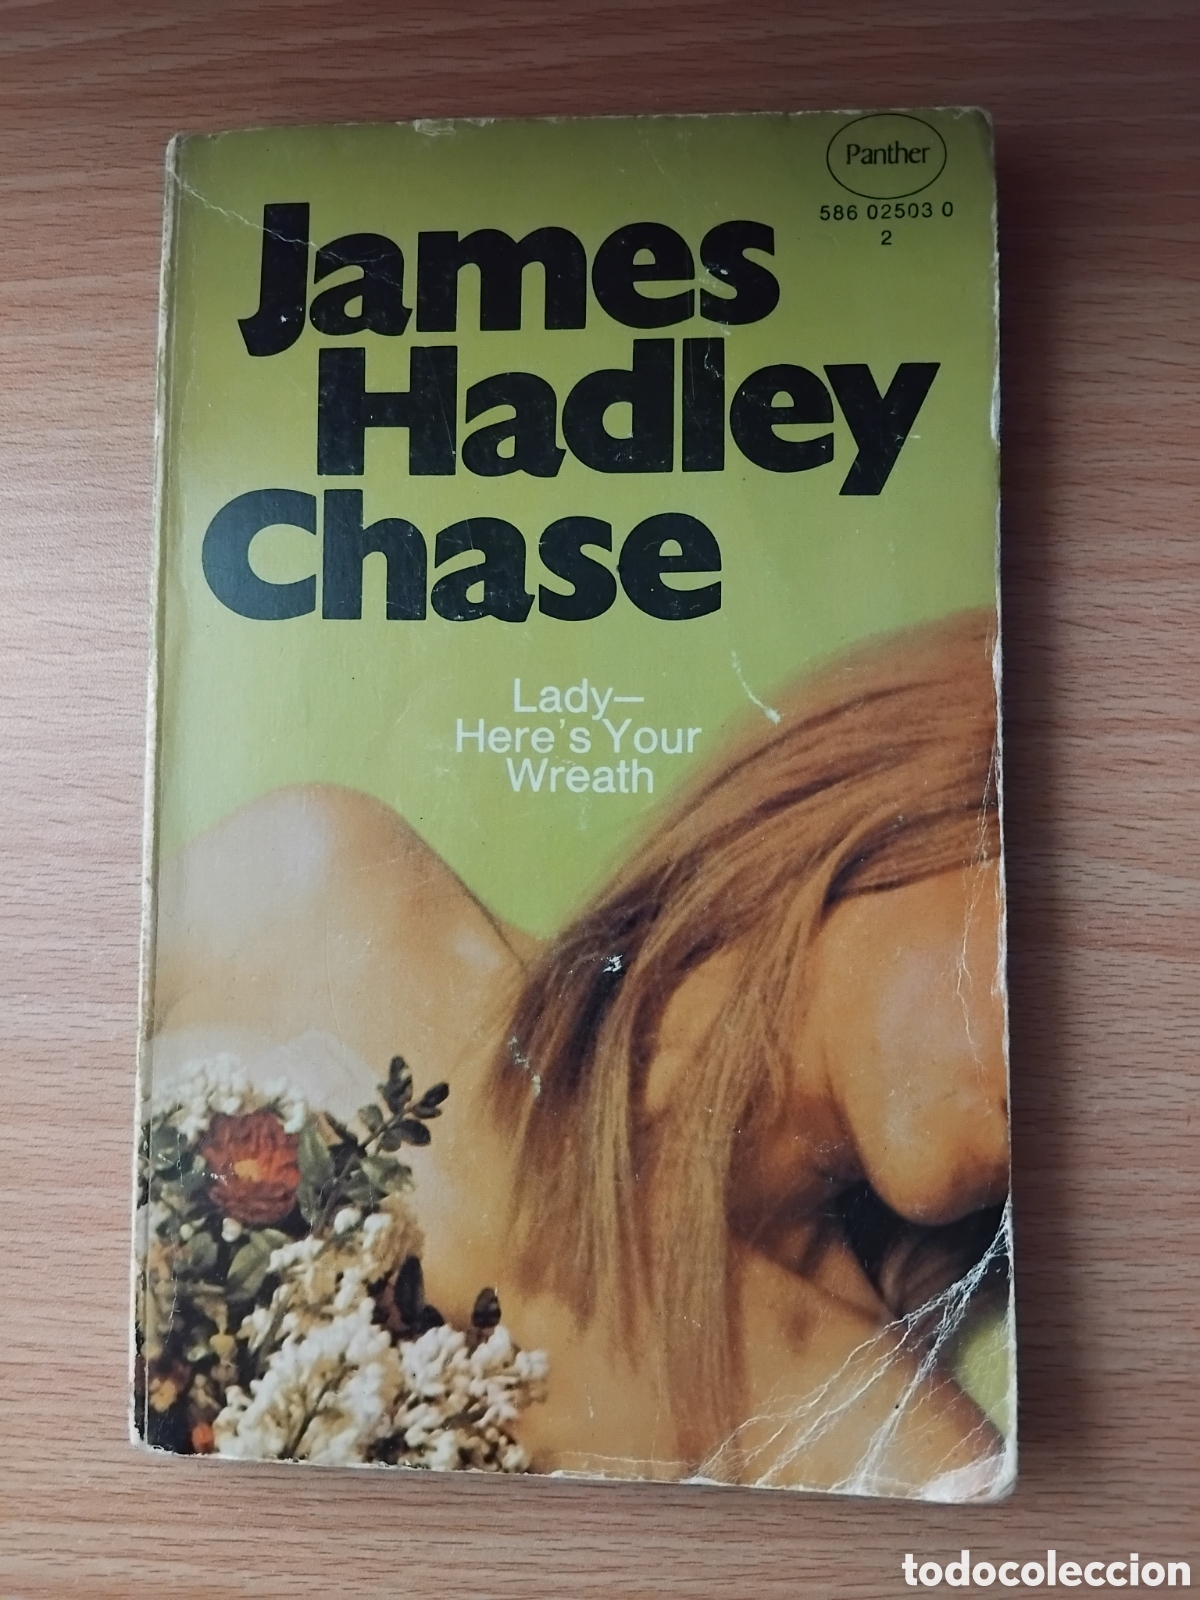 Panther
586 02503 0
2
James
Hadley
Chase
Lady—
Here's Your
Wreath
todocoleccion